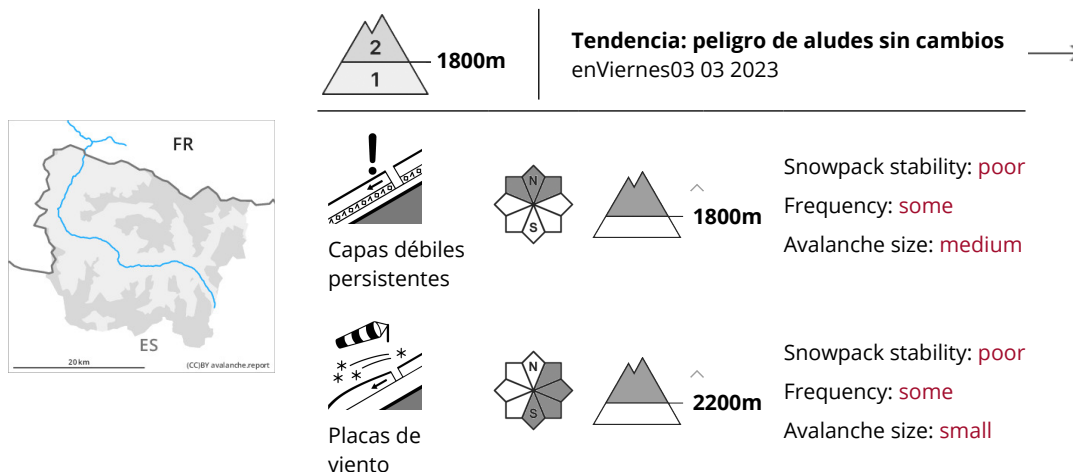 2
1
1800m
Tendencia: peligro de aludes sin cambios
enViernes03 03 2023
FR
ES
20 km
(CC)BY avalanche.report
Capas débiles
persistentes
N
S
1800m
Snowpack stability: poor
Frequency: some
Avalanche size: medium
Placas de
viento
N
S
2200m
Snowpack stability: poor
Frequency: some
Avalanche size: small